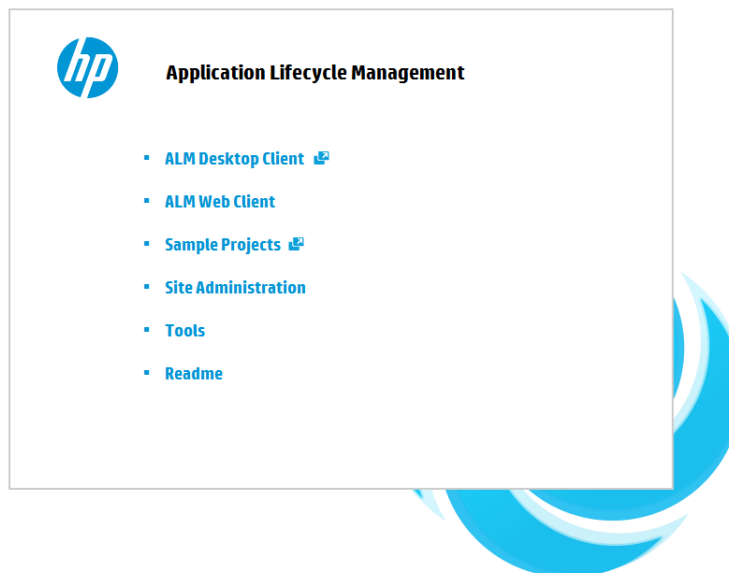 hp
Application Lifecycle Management
ALM Desktop Client
ALM Web Client
Sample Projects
Site Administration
Tools
Readme